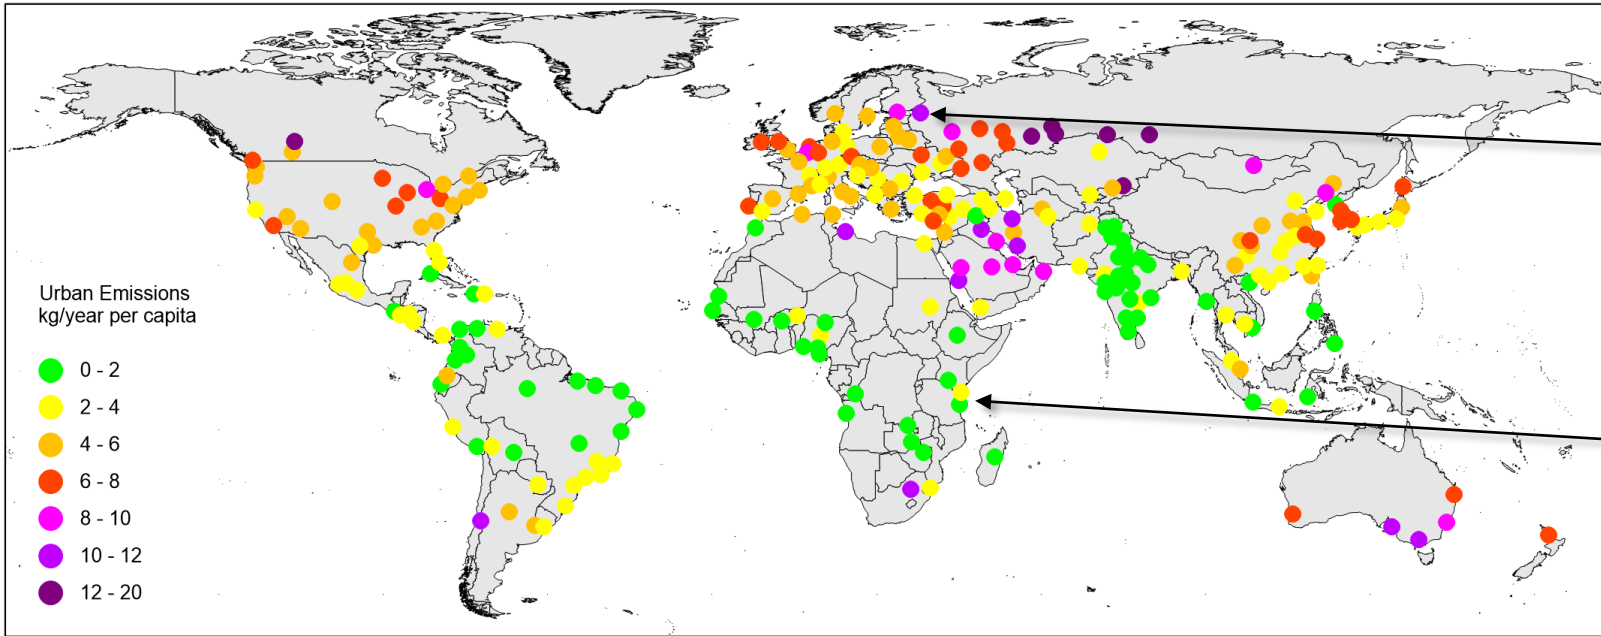 Urban Emissions
kg/year per capita
0 - 2
2 - 4
4 - 6
6 - 8
8 - 10
10 - 12
12 - 20